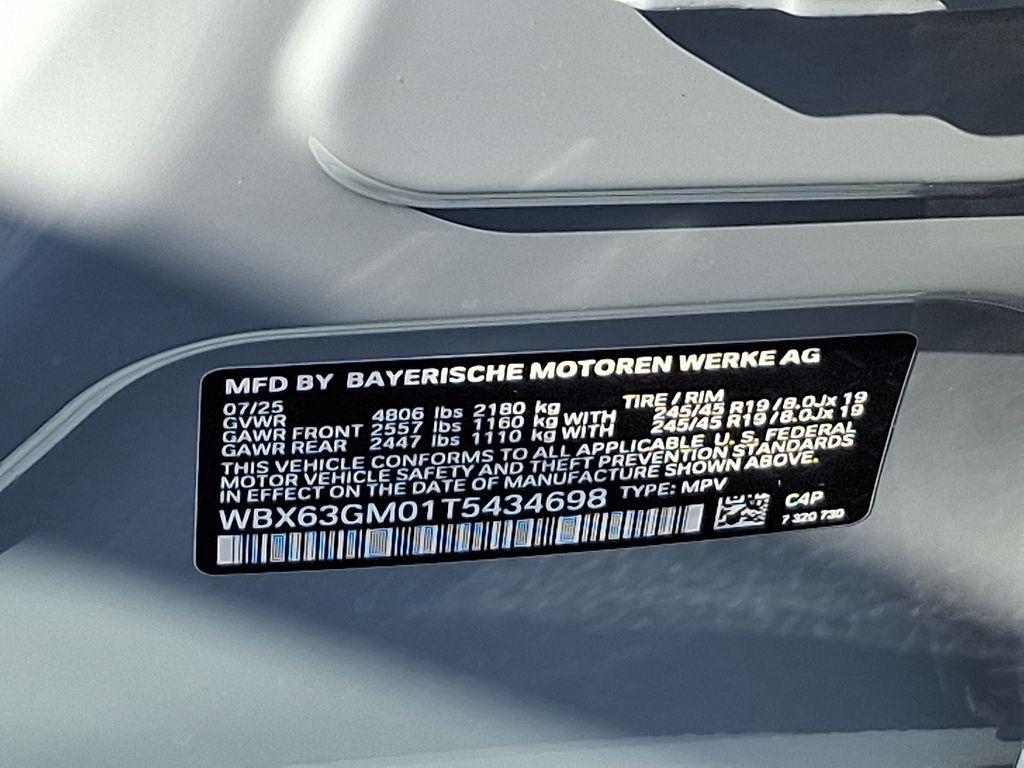 MFD BY BAYERISCHE MOTOREN WERKE AG
07/25 TIRE / RIM
GVWR 4806 lbs 2180 kg
GAWR FRONT 2557 lbs 1160 kg WITH 245/45 R19 / 8.0Jx 19
GAWR REAR 2447 lbs 1110 kg WITH 245/45 R19 / 8.0Jx 19
THIS VEHICLE CONFORMS TO ALL APPLICABLE U. S. FEDERAL
MOTOR VEHICLE SAFETY AND THEFT PREVENTION STANDARDS
IN EFFECT ON THE DATE OF MANUFACTURE SHOWN ABOVE.
WBX63GM01T5434698 TYPE: MPV
C4P
7 320 730